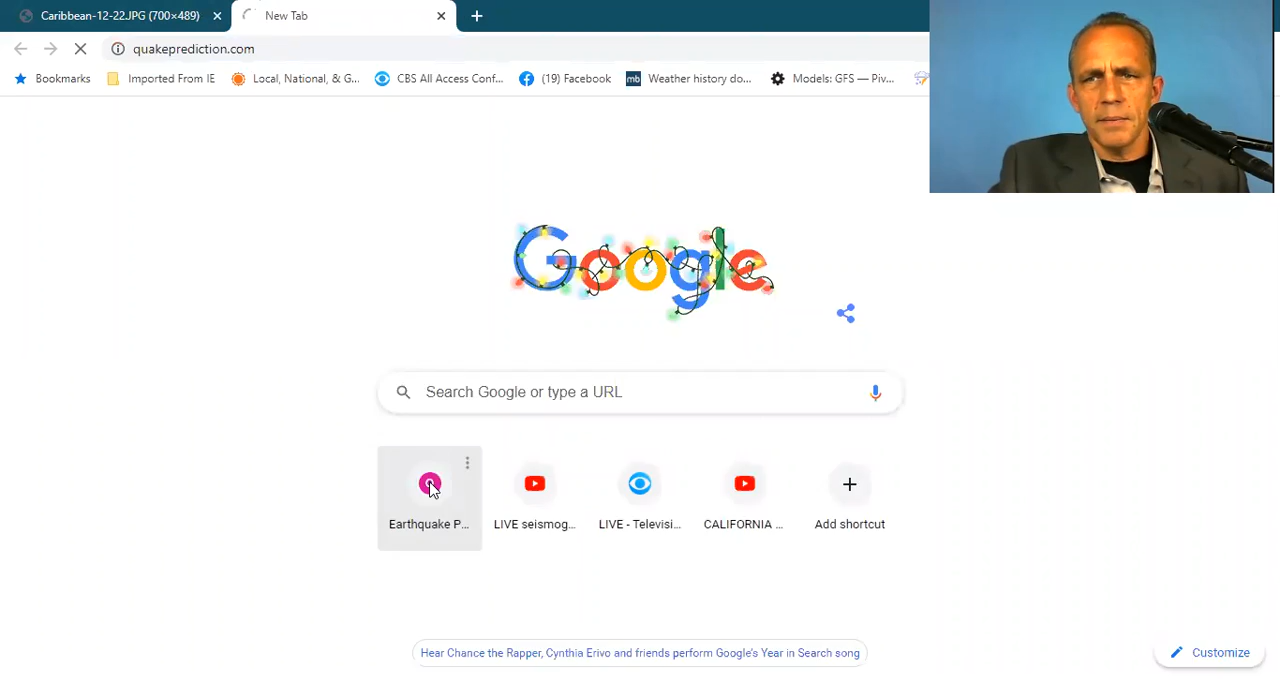 Caribbean-12-22.JPG (700×489)
New Tab
quakeprediction.com
Bookmarks
Imported From IE
Local, National, & G...
CBS All Access Conf...
(19) Facebook
mb
Weather history do...
Models: GFS — Piv...
Google
Search Google or type a URL
Earthquake P...
LIVE seismog...
LIVE - Televisi...
CALIFORNIA ...
Add shortcut
Hear Chance the Rapper, Cynthia Erivo and friends perform Google's Year in Search song
Customize